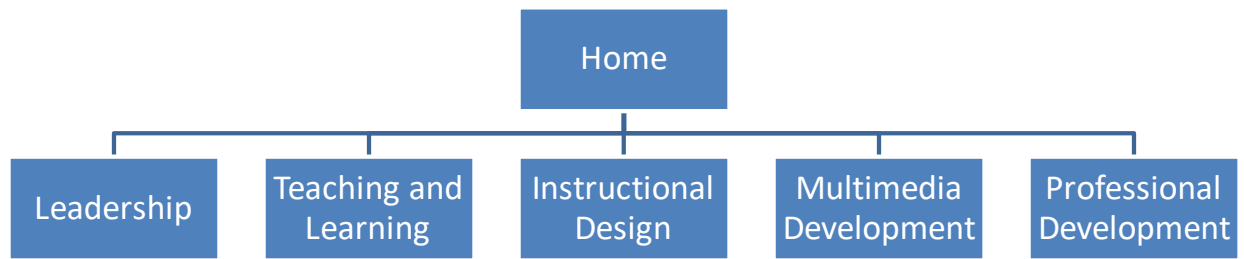 Home
Leadership
Teaching and
Learning
Instructional
Design
Multimedia
Development
Professional
Development